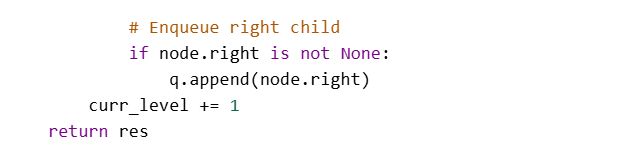 # Enqueue right child
if node.right is not None:
q.append(node.right)
curr_level += 1
return res